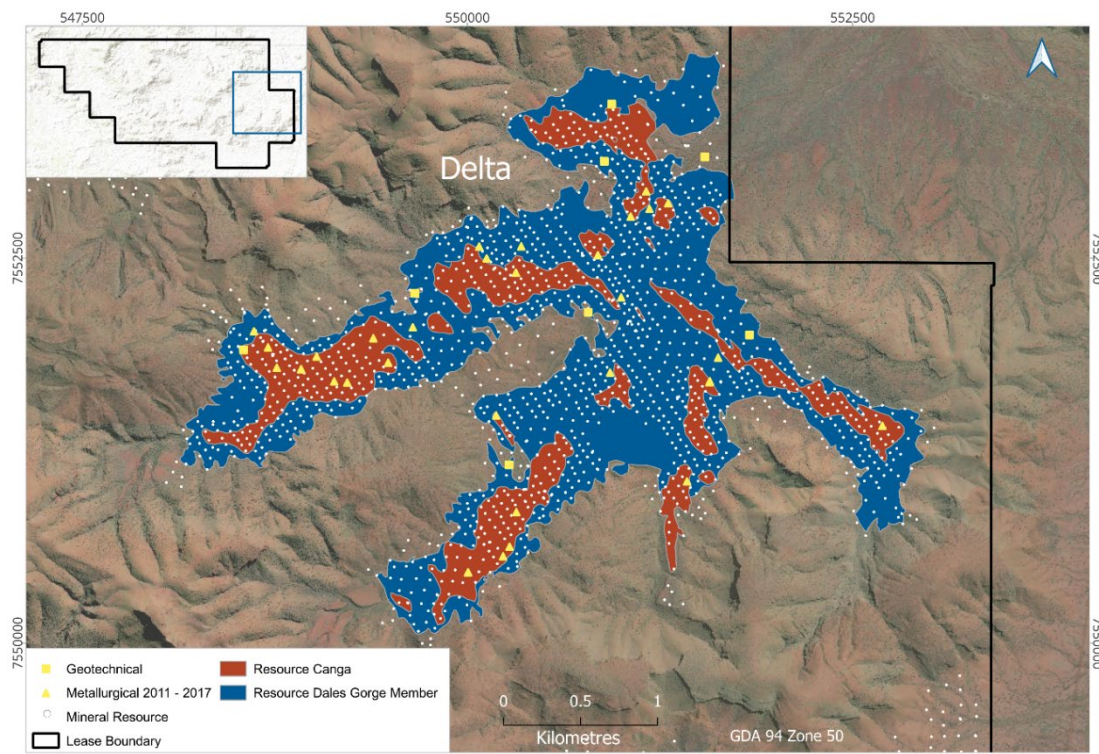 547500
550000
552500
Delta
7552500
7552500
7550000
7550000
Geotechnical
Metallurgical 2011 - 2017
Mineral Resource
Lease Boundary
Resource Canga
Resource Dales Gorge Member
0 0.5 1
Kilometres
GDA 94 Zone 50